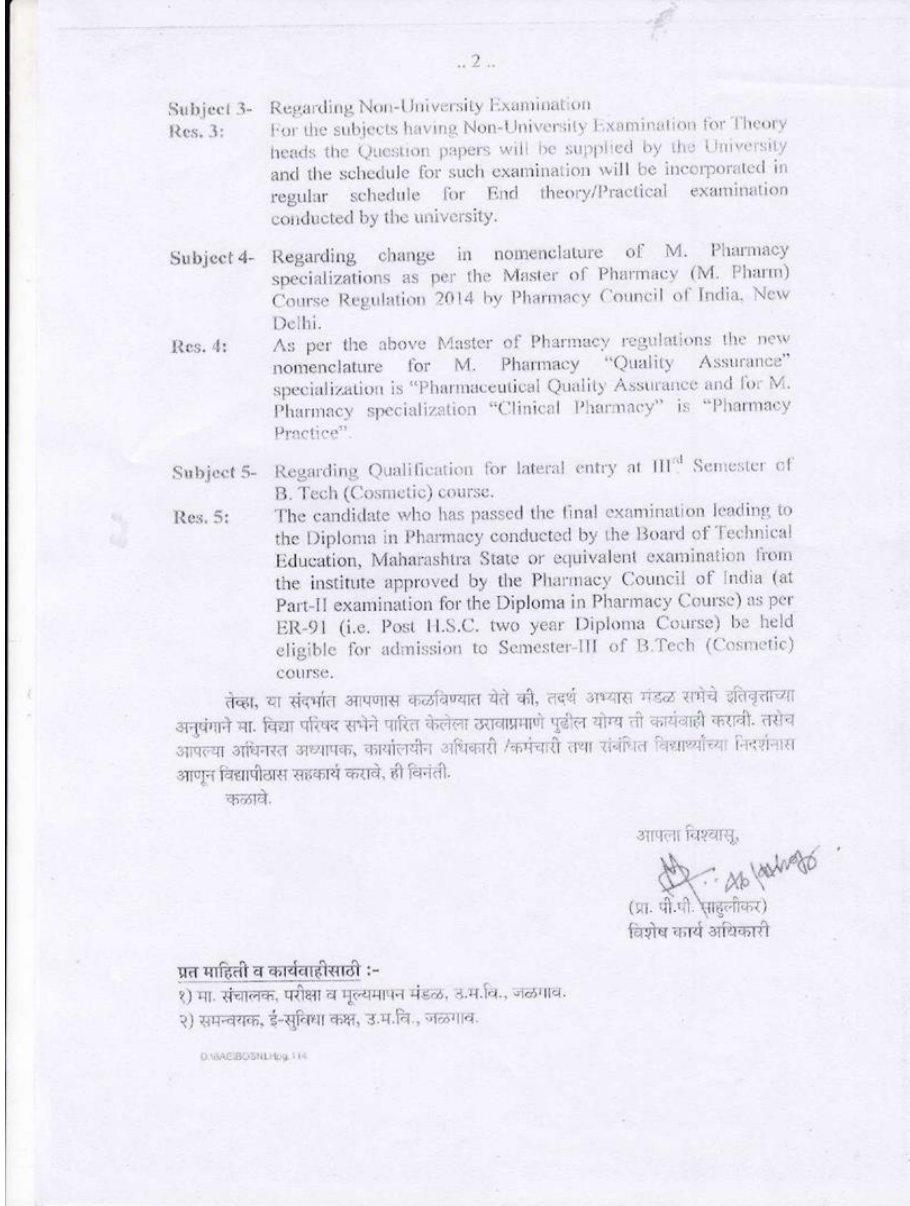 .. 2 ..
Subject 3- Regarding Non-University Examination
Res. 3: For the subjects having Non-University Examination for Theory
heads the Question papers will be supplied by the University
and the schedule for such examination will be incorporated in
regular schedule for End theory/Practical examination
conducted by the university.
Subject 4- Regarding change in nomenclature of M. Pharmacy
specializations as per the Master of Pharmacy (M. Pharm)
Course Regulation 2014 by Pharmacy Council of India, New
Delhi.
Res. 4: As per the above Master of Pharmacy regulations the new
nomenclature for M. Pharmacy “Quality Assurance”
specialization is “Pharmaceutical Quality Assurance and for M.
Pharmacy specialization “Clinical Pharmacy” is “Pharmacy
Practice”.
Subject 5- Regarding Qualification for lateral entry at IIIrd Semester of
B. Tech (Cosmetic) course.
Res. 5: The candidate who has passed the final examination leading to
the Diploma in Pharmacy conducted by the Board of Technical
Education, Maharashtra State or equivalent examination from
the institute approved by the Pharmacy Council of India (at
Part-II examination for the Diploma in Pharmacy Course) as per
ER-91 (i.e. Post H.S.C. two year Diploma Course) be held
eligible for admission to Semester-III of B.Tech (Cosmetic)
course.
तेव्हा, या संदर्भात आपणास कळविण्यात येते की, तदर्थ अभ्यास मंडळ सभेचे इतिवृत्ताच्या
अनुषंगाने मा. विद्या परिषद सभेने पारित केलेला ठरावाप्रमाणे पुढील योग्य ती कार्यवाही करावी. तसेच
आपल्या अधिनस्त अध्यापक, कार्यालयीन अधिकारी /कर्मचारी तथा संबंधित विद्यार्थ्यांच्या निदर्शनास
आणून विद्यापीठास सहकार्य करावे, ही विनंती.
कळावे.
आपला विश्वासू,
(प्रा. पी.पी. माहुलीकर)
विशेष कार्य अधिकारी
प्रत माहिती व कार्यवाहीसाठी :-
१) मा. संचालक, परीक्षा व मूल्यमापन मंडळ, उ.म.वि., जळगाव.
२) समन्वयक, ई-सुविधा कक्ष, उ.म.वि., जळगाव.